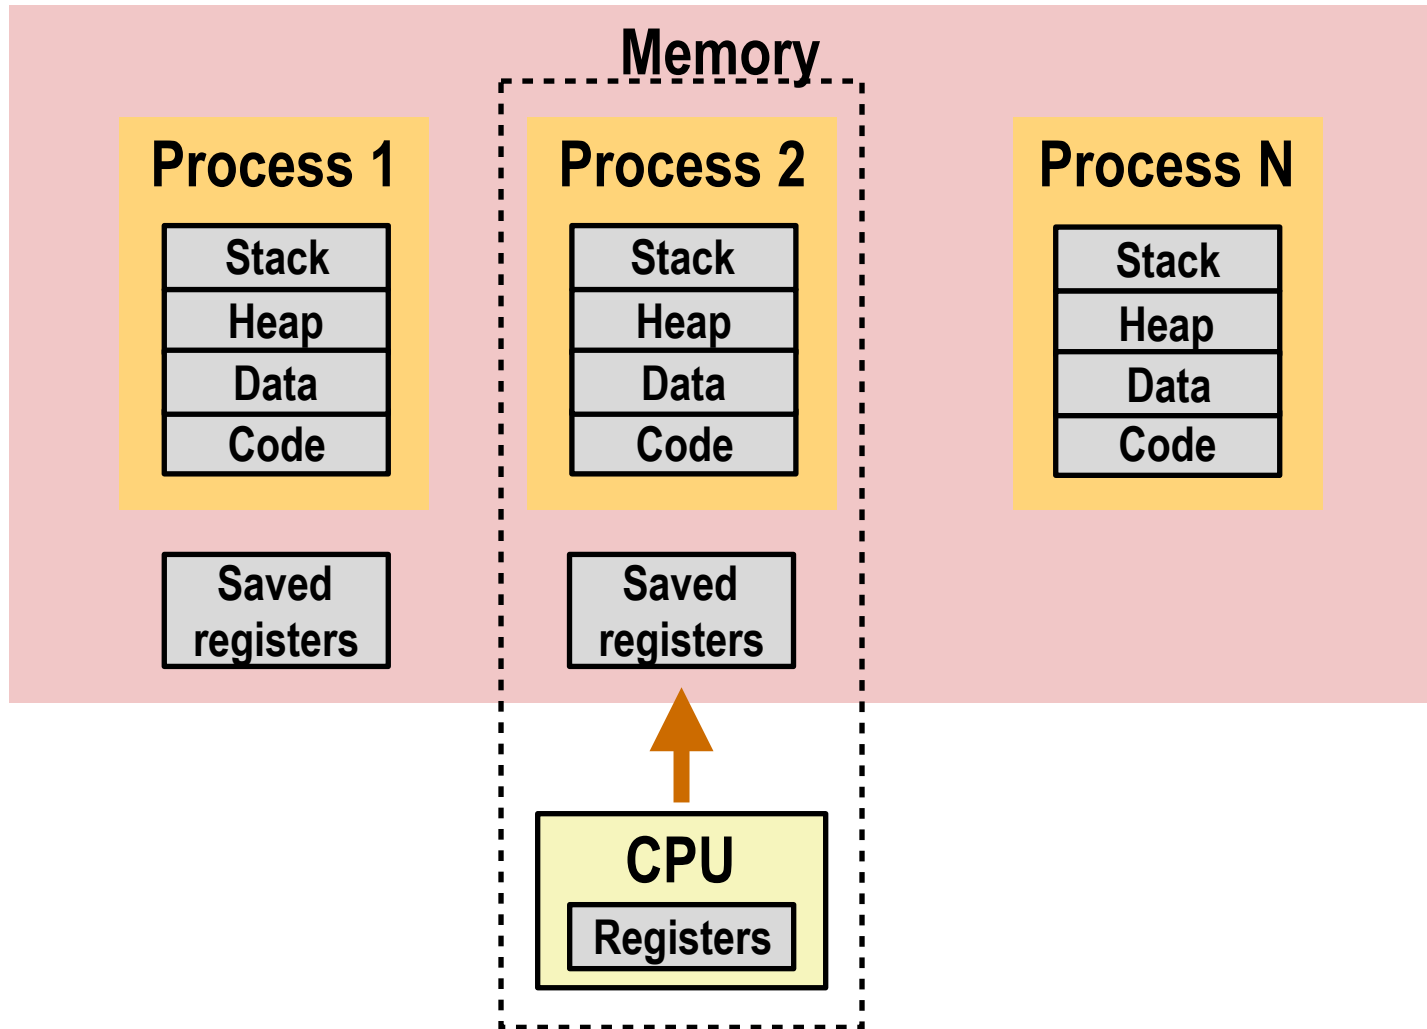 Memory
Process 1
Stack
Heap
Data
Code
Saved
registers
Process 2
Stack
Heap
Data
Code
Saved
registers
Process N
Stack
Heap
Data
Code
CPU
Registers